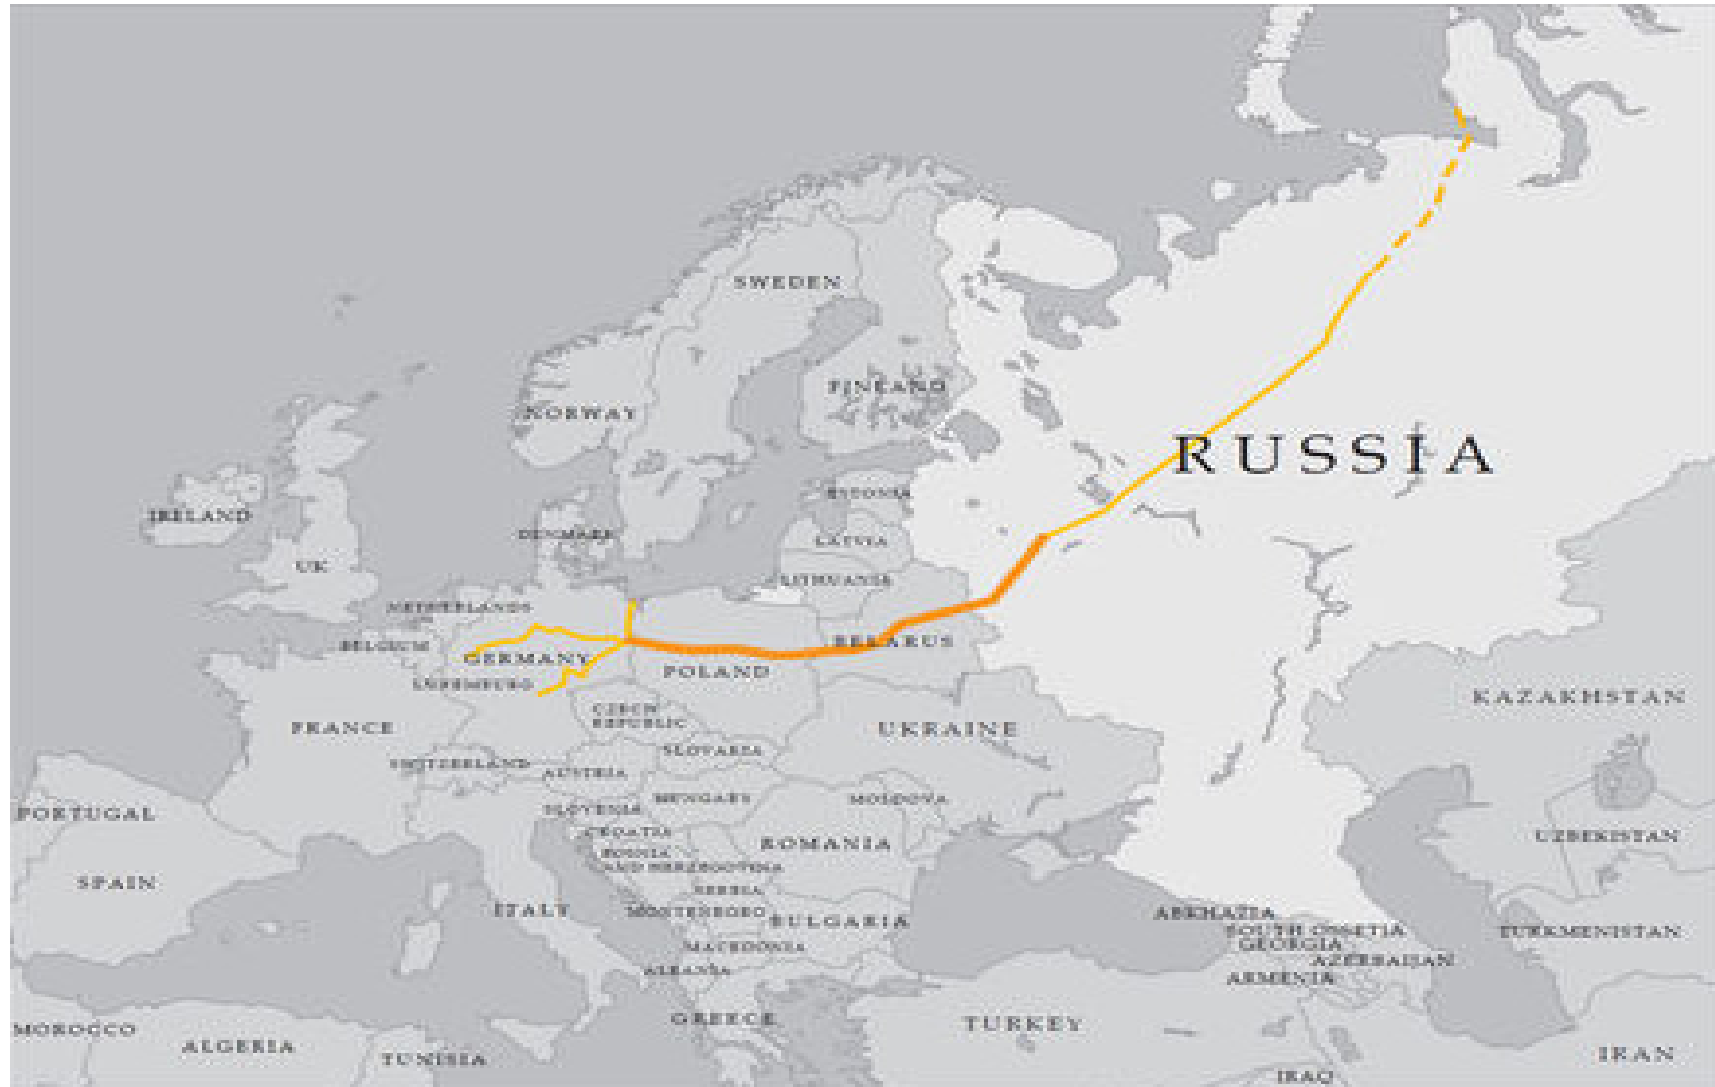 SWEDEN
FINLAND
NORWAY
RUSSIA
ESTONIA
IRELAND
DENMARK
LATVIA
UK
LITHUANIA
NETHERLANDS
BELARUS
BELGIUM
GERMANY
POLAND
LUXEMBURG
KAZAKHSTAN
CZECH
REPUBLIC
FRANCE
UKRAINE
SLOVAKIA
SWITZERLAND
AUSTRIA
HUNGARY
MOLDOVA
PORTUGAL
SLOVENIA
CROATIA
UZBEKISTAN
ROMANIA
BOSNIA
AND HERZEGOVINA
SPAIN
SERBIA
ITALY
MONTENEGRO
BULGARIA
ABKHAZIA
SOUTH OSSETIA
TURKMENISTAN
GEORGIA
MACEDONIA
AZERBAIJAN
ALBANIA
ARMENIA
GREECE
TURKEY
MOROCCO
ALGERIA
TUNISIA
IRAN
IRAQ